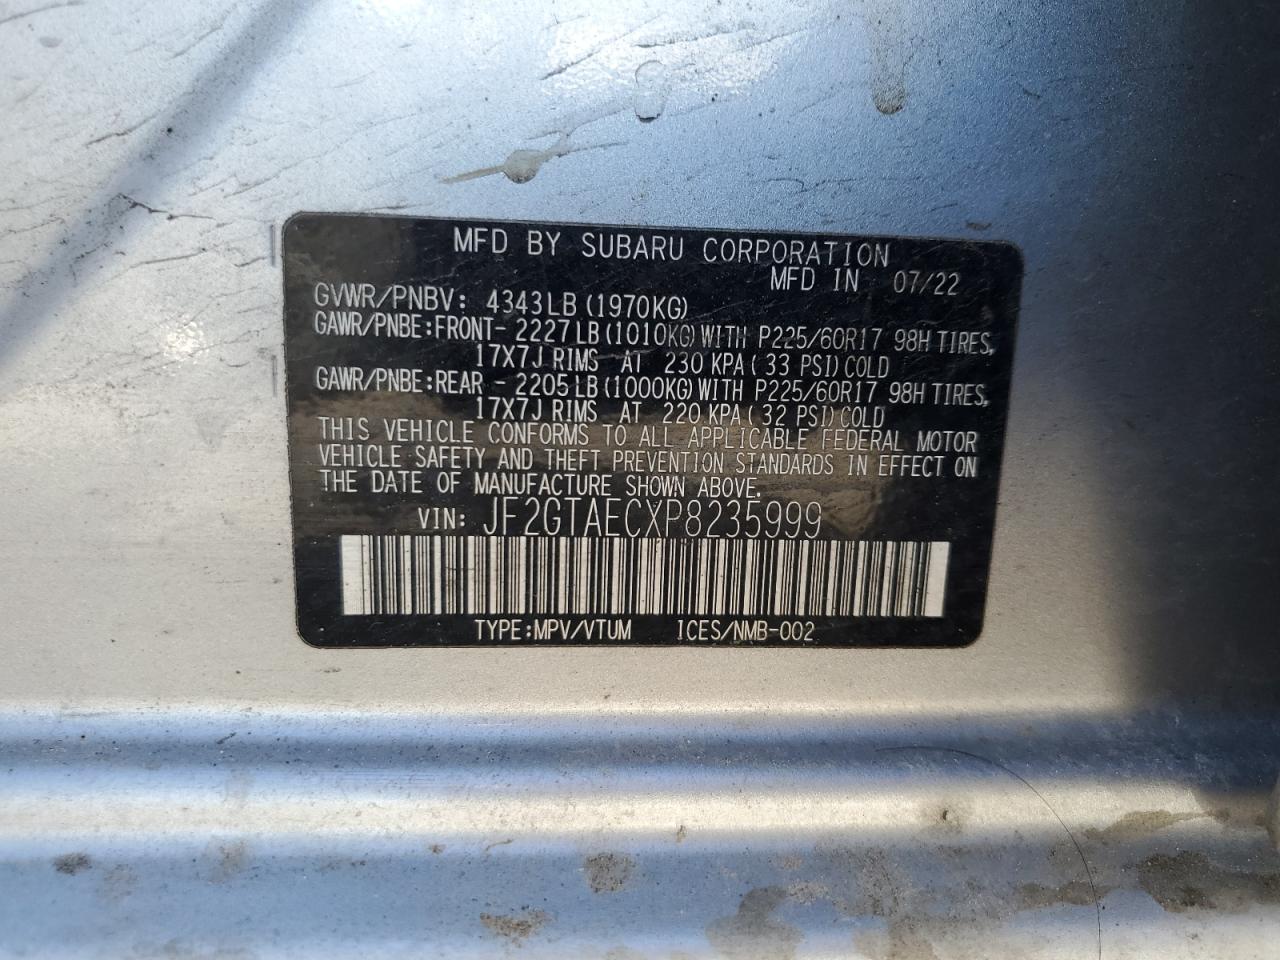 MFD BY SUBARU CORPORATION
MFD IN 07/22
GVWR/PNBV: 4343LB (1970KG)
GAWR/PNBE:FRONT- 2227LB (1010KG) WITH P225/60R17 98H TIRES,
17X7J RIMS AT 230 KPA (33 PSI) COLD
GAWR/PNBE:REAR - 2205LB (1000KG) WITH P225/60R17 98H TIRES,
17X7J RIMS AT 220 KPA (32 PSI) COLD
THIS VEHICLE CONFORMS TO ALL APPLICABLE FEDERAL MOTOR
VEHICLE SAFETY AND THEFT PREVENTION STANDARDS IN EFFECT ON
THE DATE OF MANUFACTURE SHOWN ABOVE.
VIN: JF2GTAECXP8235999
TYPE:MPV/VTUM ICES/NMB-002